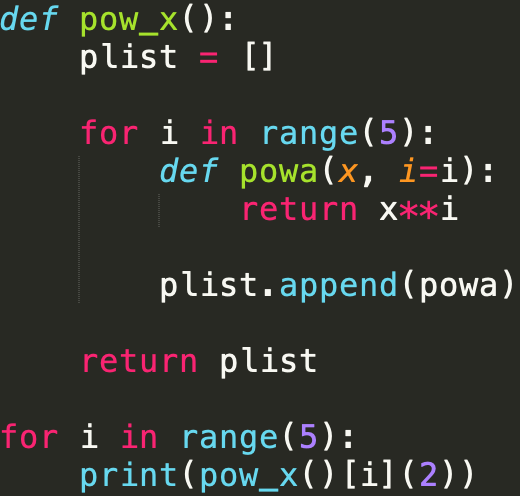 def pow_x():
    plist = []

    for i in range(5):
        def powa(x, i=i):
            return x**i

        plist.append(powa)

    return plist

for i in range(5):
    print(pow_x()[i](2))